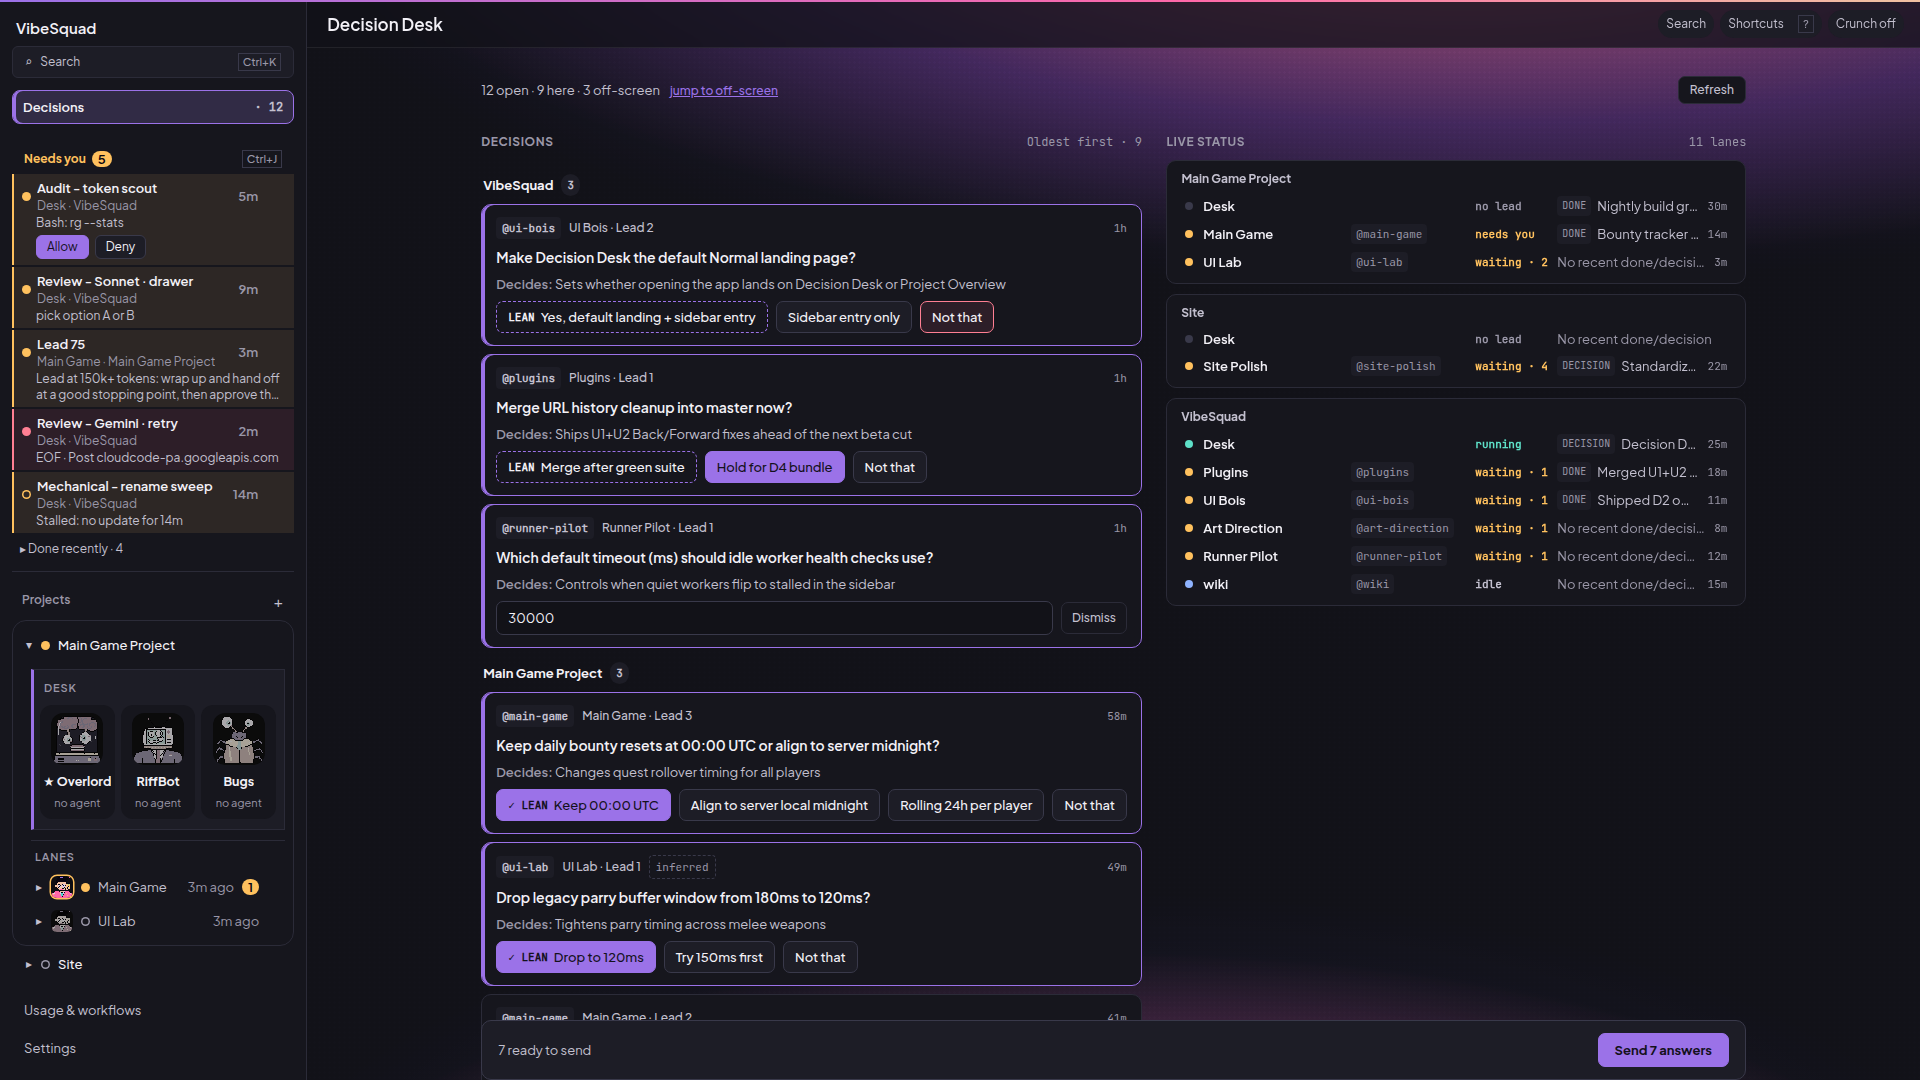 VibeSquad
Search Ctrl+K
Decisions · 12
Needs you 5 Ctrl+J
Audit – token scout 5m
Desk · VibeSquad
Bash: rg --stats
Allow Deny
Review – Sonnet · drawer 9m
Desk · VibeSquad
pick option A or B
Lead 75 3m
Main Game · Main Game Project
Lead at 150k+ tokens: wrap up and hand off
at a good stopping point, then approve th…
Review – Gemini · retry 2m
Desk · VibeSquad
EOF · Post cloudcode-pa.googleapis.com
Mechanical – rename sweep 14m
Desk · VibeSquad
Stalled: no update for 14m
▸ Done recently · 4
Projects +
▾ Main Game Project
DESK
★ Overlord RiffBot Bugs
no agent no agent no agent
LANES
▸ Main Game 3m ago 1
▸ UI Lab 3m ago
▸ Site
Usage & workflows
Settings
Decision Desk
Search Shortcuts ? Crunch off
12 open · 9 here · 3 off-screen jump to off-screen
Refresh
DECISIONS Oldest first · 9
VibeSquad 3
@ui-bois UI Bois · Lead 2 1h
Make Decision Desk the default Normal landing page?
Decides: Sets whether opening the app lands on Decision Desk or Project Overview
LEAN Yes, default landing + sidebar entry Sidebar entry only Not that
@plugins Plugins · Lead 1 1h
Merge URL history cleanup into master now?
Decides: Ships U1+U2 Back/Forward fixes ahead of the next beta cut
LEAN Merge after green suite Hold for D4 bundle Not that
@runner-pilot Runner Pilot · Lead 1 1h
Which default timeout (ms) should idle worker health checks use?
Decides: Controls when quiet workers flip to stalled in the sidebar
30000 Dismiss
Main Game Project 3
@main-game Main Game · Lead 3 58m
Keep daily bounty resets at 00:00 UTC or align to server midnight?
Decides: Changes quest rollover timing for all players
✓ LEAN Keep 00:00 UTC Align to server local midnight Rolling 24h per player Not that
@ui-lab UI Lab · Lead 1 inferred 49m
Drop legacy parry buffer window from 180ms to 120ms?
Decides: Tightens parry timing across melee weapons
✓ LEAN Drop to 120ms Try 150ms first Not that
@main-game Main Game · Lead 2 41m
LIVE STATUS 11 lanes
Main Game Project
Desk no lead DONE Nightly build gr… 30m
Main Game @main-game needs you DONE Bounty tracker … 14m
UI Lab @ui-lab waiting · 2 No recent done/decisi… 3m
Site
Desk no lead No recent done/decision
Site Polish @site-polish waiting · 4 DECISION Standardiz… 22m
VibeSquad
Desk running DECISION Decision D… 25m
Plugins @plugins waiting · 1 DONE Merged U1+U2 … 18m
UI Bois @ui-bois waiting · 1 DONE Shipped D2 o… 11m
Art Direction @art-direction waiting · 1 No recent done/decisi… 8m
Runner Pilot @runner-pilot waiting · 1 No recent done/deci… 12m
wiki @wiki idle No recent done/deci… 15m
7 ready to send Send 7 answers